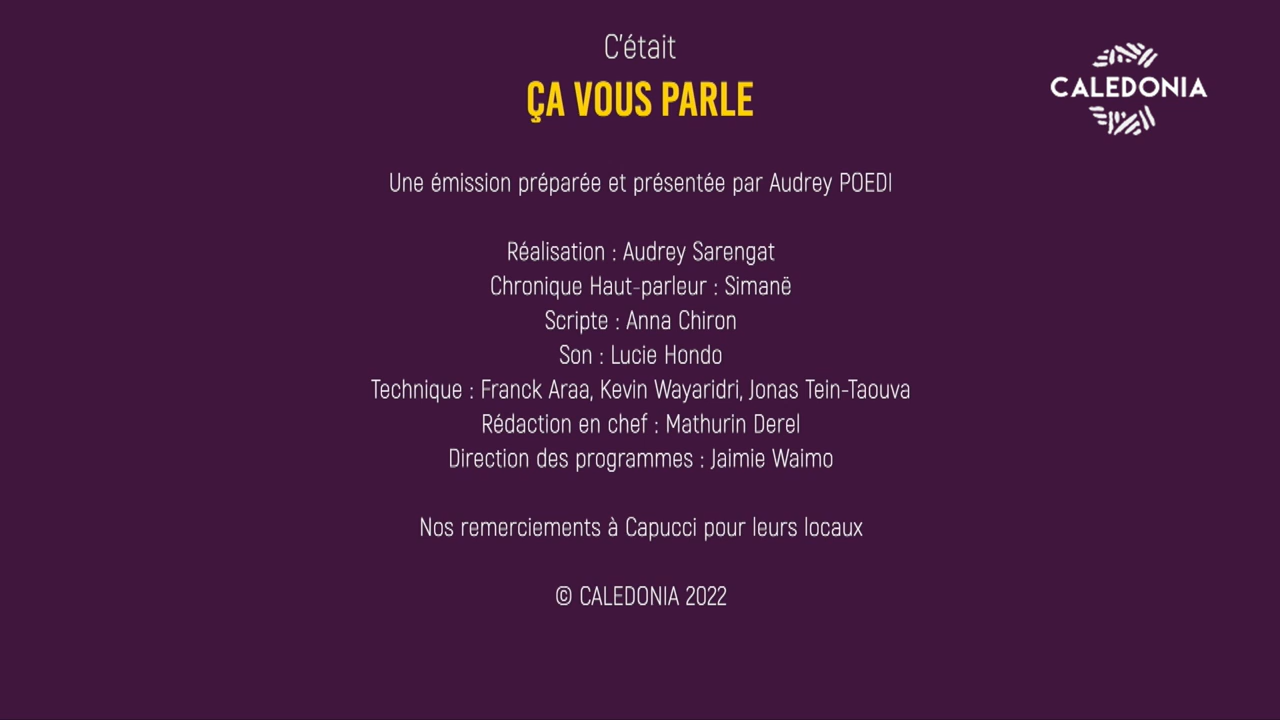 C'était
ÇA VOUS PARLE
CALEDONIA
Une émission préparée et présentée par Audrey POEDI
Réalisation : Audrey Sarengat
Chronique Haut-parleur : Simanë
Scripte : Anna Chiron
Son : Lucie Hondo
Technique : Franck Araa, Kevin Wayaridri, Jonas Tein-Taouva
Rédaction en chef : Mathurin Derel
Direction des programmes : Jaimie Waimo
Nos remerciements à Capucci pour leurs locaux
© CALEDONIA 2022